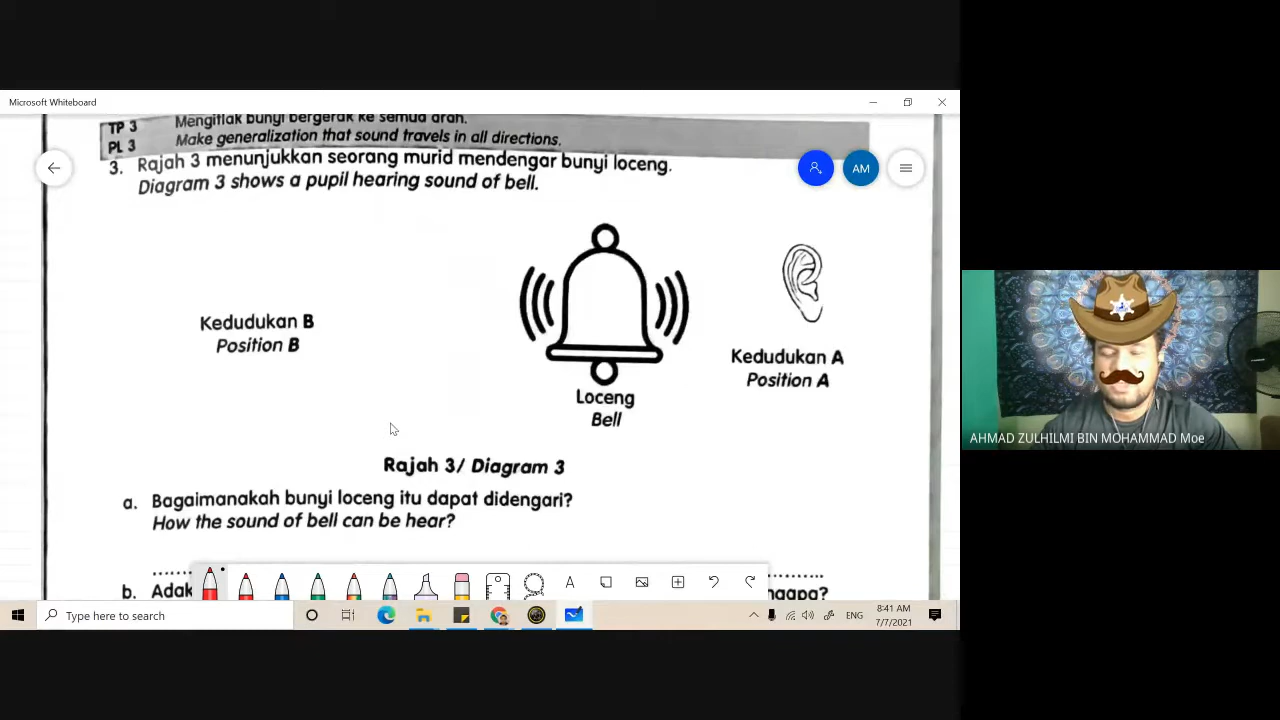 Microsoft Whiteboard
TP 3 Mengitlak bunyi bergerak ke semua arah.
PL 3 Make generalization that sound travels in all directions.
3. Rajah 3 menunjukkan seorang murid mendengar bunyi loceng.
Diagram 3 shows a pupil hearing sound of bell.
AM
Kedudukan B
Position B
Kedudukan A
Position A
Loceng
Bell
Rajah 3/ Diagram 3
a. Bagaimanakah bunyi loceng itu dapat didengari?
How the sound of bell can be hear?
b. Adak
AHMAD ZULHILMI BIN MOHAMMAD Moe
Type here to search
ENG
8:41 AM
7/7/2021